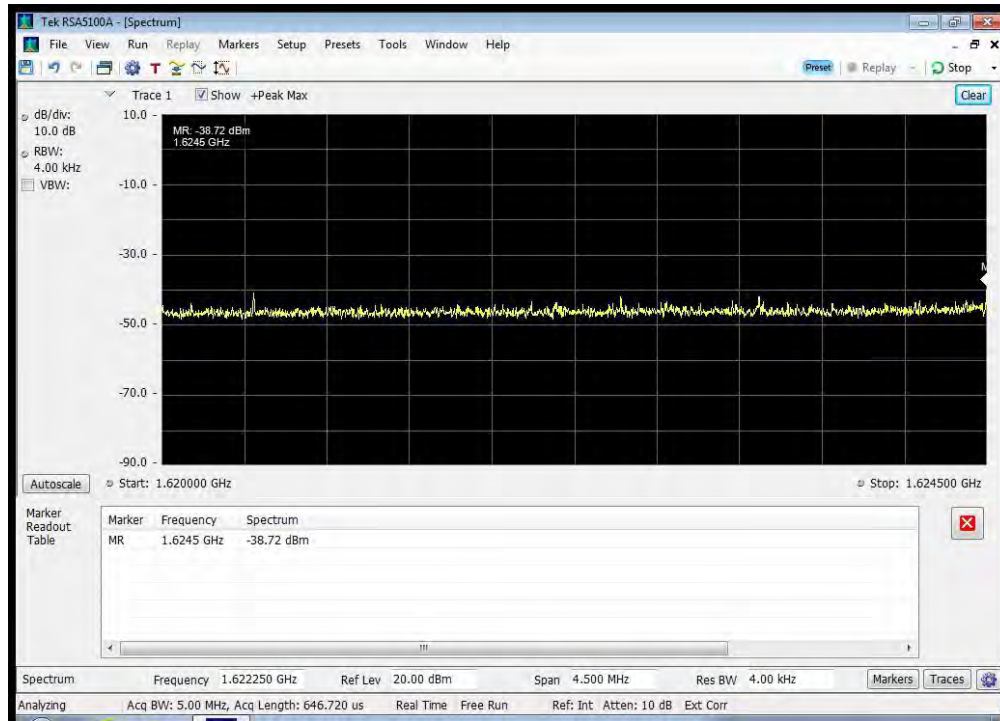 Tek RSA5100A - [Spectrum]
File View Run Replay Markers Setup Presets Tools Window Help
T Preset Replay Stop
Trace 1 Show +Peak Max Clear
dB/div:
10.0 dB
RBW:
4.00 kHz
VBW:
10.0
MR: -38.72 dBm
1.6245 GHz
-10.0
-30.0
M
-50.0
-70.0
-90.0
Autoscale Start: 1.620000 GHz Stop: 1.624500 GHz
Marker
Readout
Table
Marker Frequency Spectrum
MR 1.6245 GHz -38.72 dBm
Spectrum Frequency 1.622250 GHz Ref Lev 20.00 dBm Span 4.500 MHz Res BW 4.00 kHz Markers Traces
Analyzing Acq BW: 5.00 MHz, Acq Length: 646.720 us Real Time Free Run Ref: Int Atten: 10 dB Ext Corr